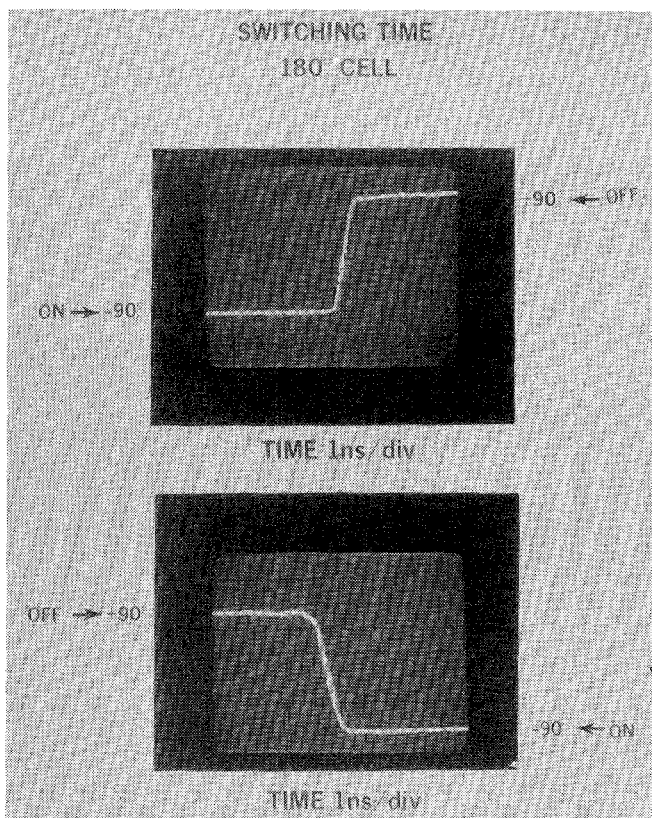 SWITCHING TIME
180 CELL
90 ← OFF
ON → -90
TIME 1ns/div
OFF → -90
-90 ← ON
TIME 1ns/div